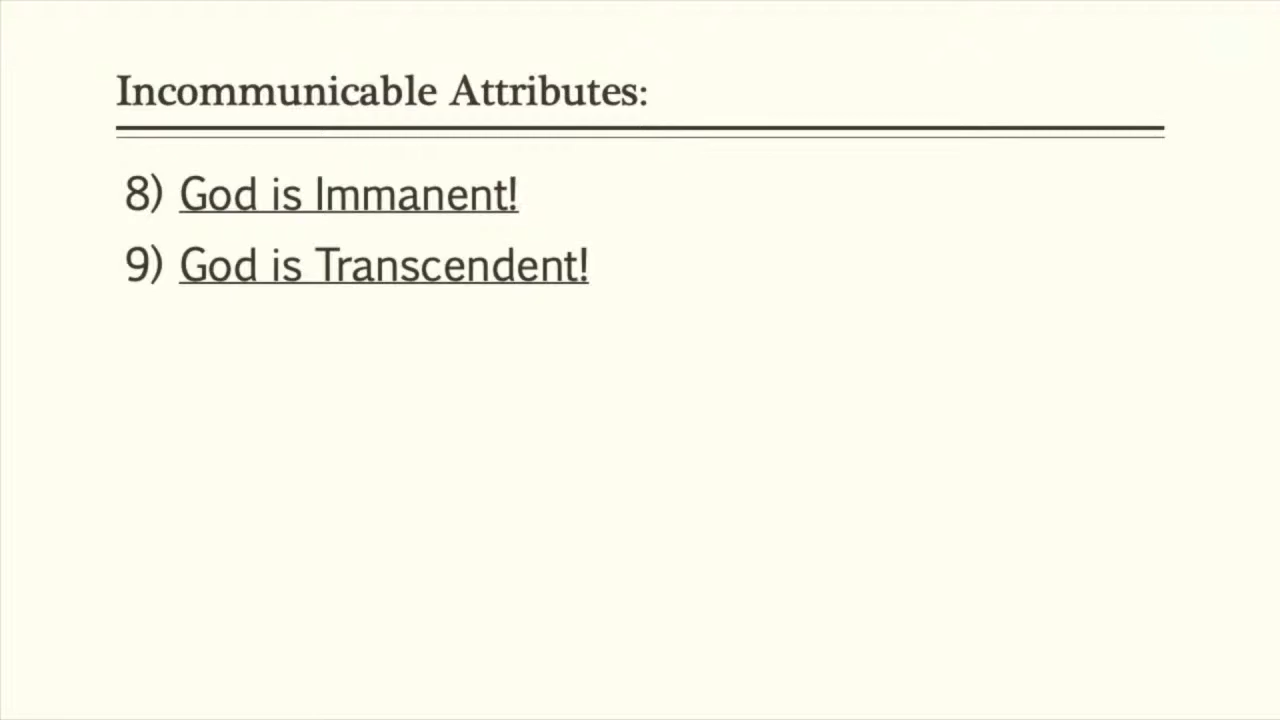 Incommunicable Attributes:
8) God is Immanent!
9) God is Transcendent!